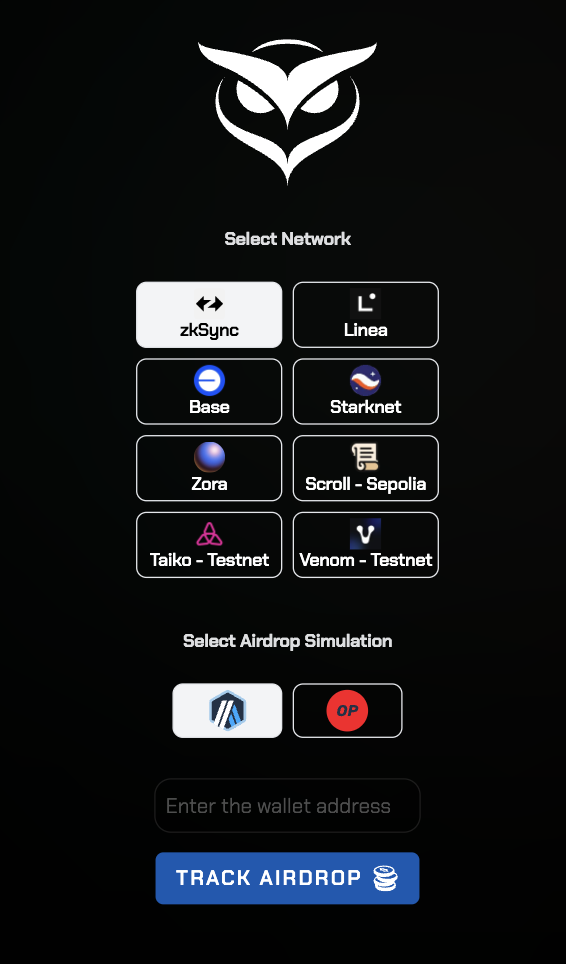 Select Network
zkSync
Linea
Base
Starknet
Zora
Scroll - Sepolia
Taiko - Testnet
Venom - Testnet
Select Airdrop Simulation
OP
Enter the wallet address
TRACK AIRDROP